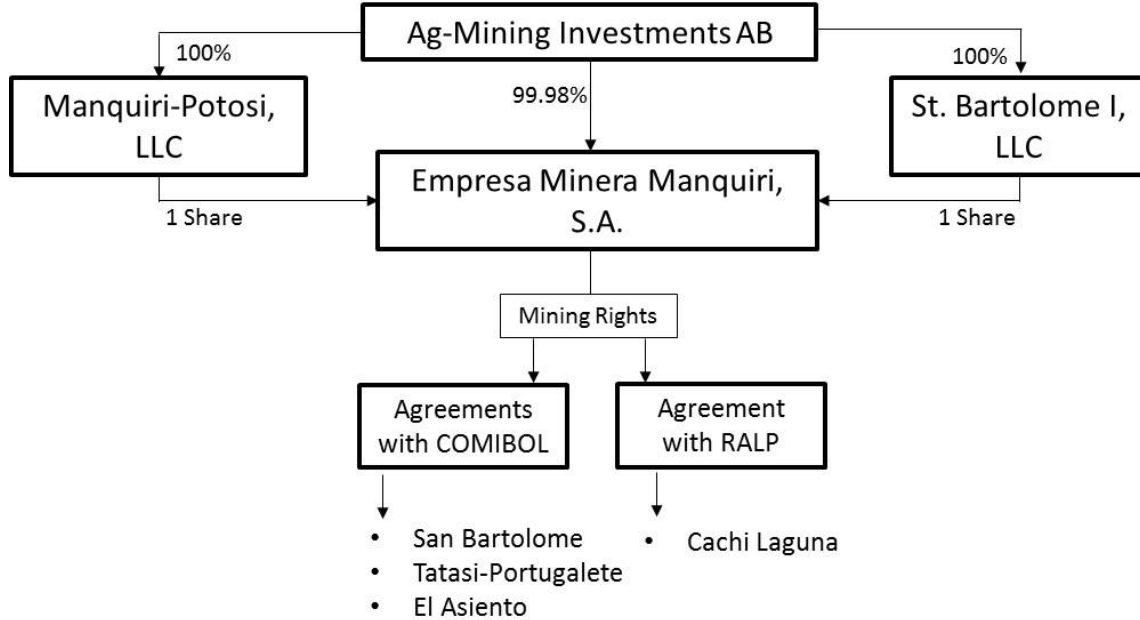 Ag-Mining Investments AB
100%
99.98%
100%
Manquiri-Potosi,
LLC
St. Bartolome I,
LLC
Empresa Minera Manquiri,
S.A.
1 Share
1 Share
Mining Rights
Agreements
with COMIBOL
Agreement
with RALP
• San Bartolome
• Tatasi-Portugalete
• El Asiento
• Cachi Laguna